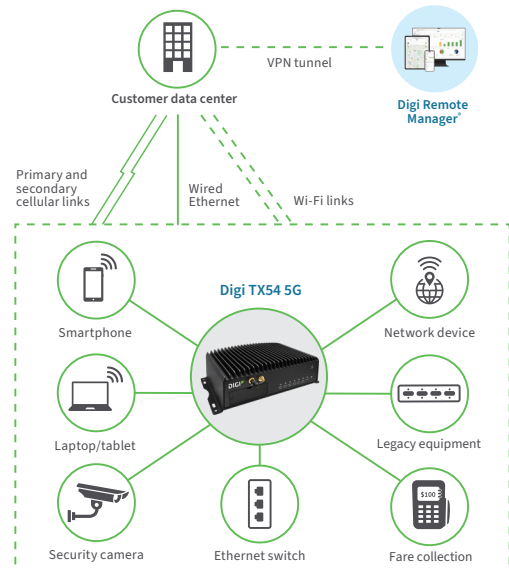 VPN tunnel
Customer data center
Digi Remote
Manager®
Primary and
secondary
cellular links
Wired
Ethernet
Wi-Fi links
Digi TX54 5G
Smartphone
Network device
DIGI
Laptop/tablet
Legacy equipment
$100
Security camera
Ethernet switch
Fare collection